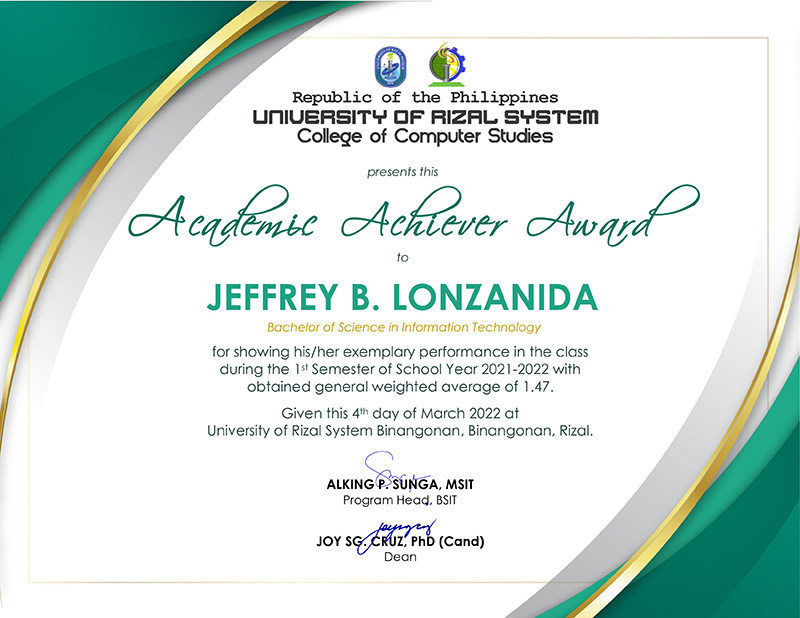 Republic of the Philippines
UNIVERSITY OF RIZAL SYSTEM
College of Computer Studies
presents this
Academic Achiever Award
to
JEFFREY B. LONZANIDA
Bachelor of Science in Information Technology
for showing his/her exemplary performance in the class
during the 1st Semester of School Year 2021-2022 with
obtained general weighted average of 1.47.
Given this 4th day of March 2022 at
University of Rizal System Binangonan, Binangonan, Rizal.
ALKING P. SUNGA, MSIT
Program Head, BSIT
JOY SG. CRUZ, PhD (Cand)
Dean